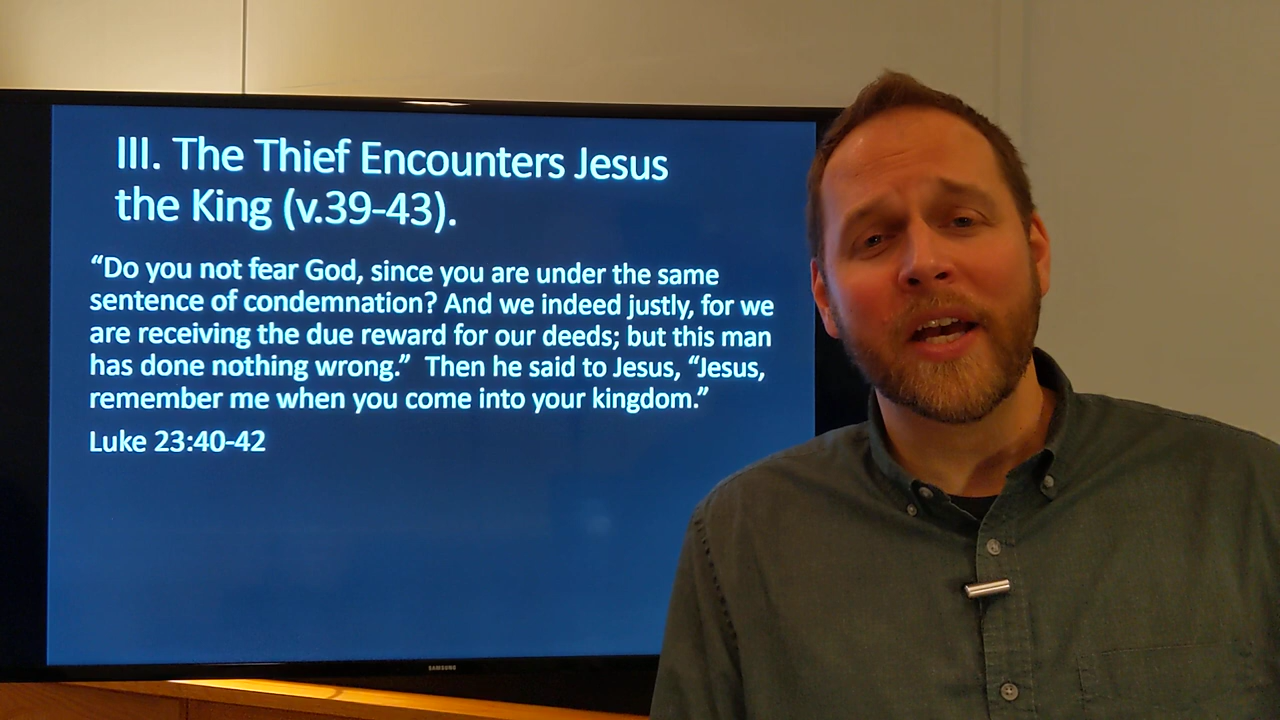 III. The Thief Encounters Jesus
the King (v.39-43).
“Do you not fear God, since you are under the same
sentence of condemnation? And we indeed justly, for we
are receiving the due reward for our deeds; but this man
has done nothing wrong.”  Then he said to Jesus, “Jesus,
remember me when you come into your kingdom.”
Luke 23:40-42
SAMSUNG